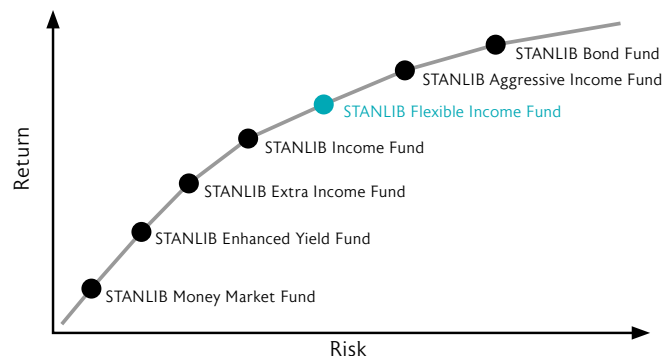 STANLIB Bond Fund
STANLIB Aggressive Income Fund
STANLIB Flexible Income Fund
STANLIB Income Fund
STANLIB Extra Income Fund
STANLIB Enhanced Yield Fund
STANLIB Money Market Fund
Return
Risk